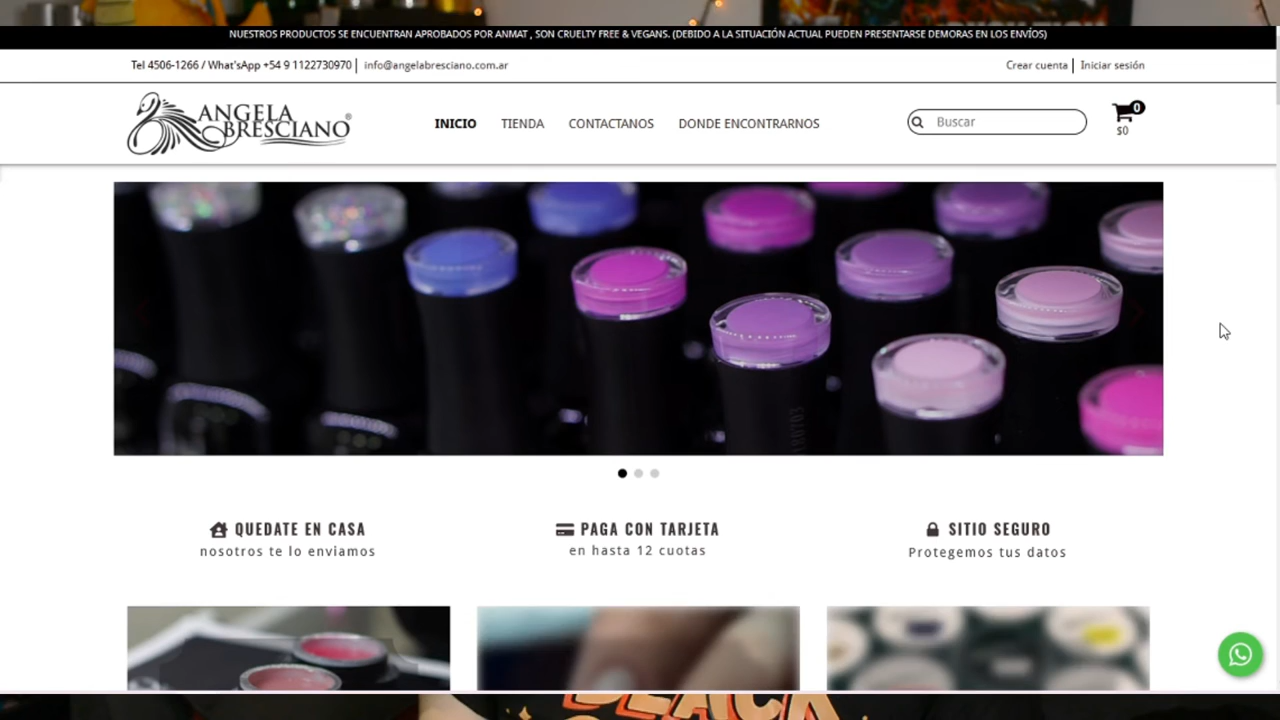 NUESTROS PRODUCTOS SE ENCUENTRAN APROBADOS POR ANMAT , SON CRUELTY FREE & VEGANS. (DEBIDO A LA SITUACIÓN ACTUAL PUEDEN PRESENTARSE DEMORAS EN LOS ENVÍOS)
Tel 4506-1266 / What'sApp +54 9 1122730970 | info@angelabresciano.com.ar
Crear cuenta | Iniciar sesión
ANGELA
BRESCIANO®
INICIO TIENDA CONTACTANOS DONDE ENCONTRARNOS
Buscar
0
$0
QUEDATE EN CASA
nosotros te lo enviamos
PAGA CON TARJETA
en hasta 12 cuotas
SITIO SEGURO
Protegemos tus datos
BLACK